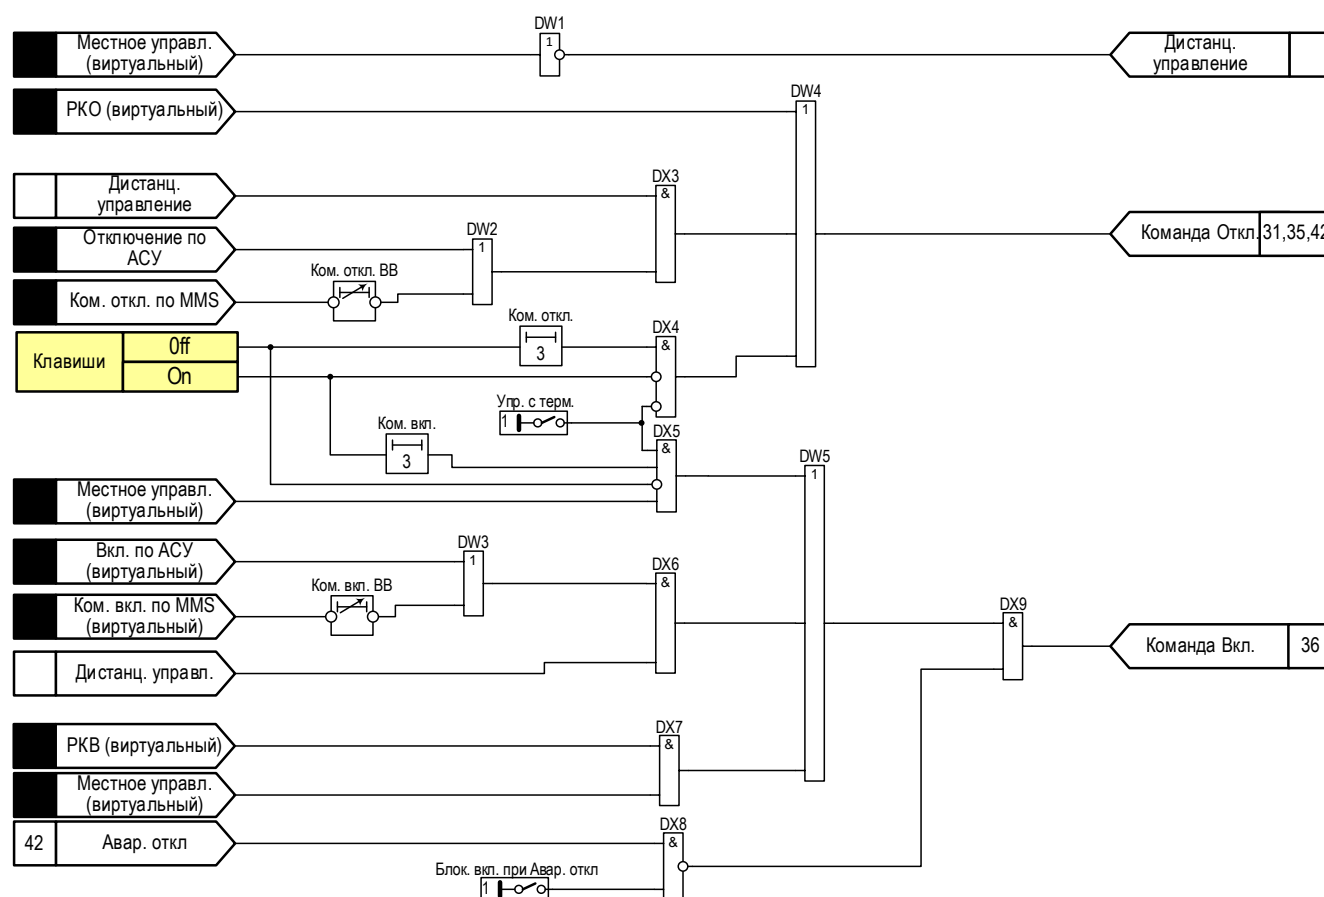 DW1
Местное управл.
(виртуальный)
1
Дистанц.
управление
РКО (виртуальный)
DW4
1
Дистанц.
управление
DX3
&
Отключение по
АСУ
DW2
1
Команда Откл.
31,35,42
Ком. откл. ВВ
Ком. откл. по MMS
Клавиши
Off
On
Ком. откл.
3
DX4
&
Упр. с терм.
1
Ком. вкл.
3
DX5
&
DW5
1
Местное управл.
(виртуальный)
Вкл. по АСУ
(виртуальный)
DW3
1
Ком. вкл. ВВ
Ком. вкл. по MMS
(виртуальный)
DX6
&
DX9
&
Команда Вкл.
36
Дистанц. управл.
РКВ (виртуальный)
DX7
&
Местное управл.
(виртуальный)
42
Авар. откл
DX8
&
Блок. вкл. при Авар. откл
1